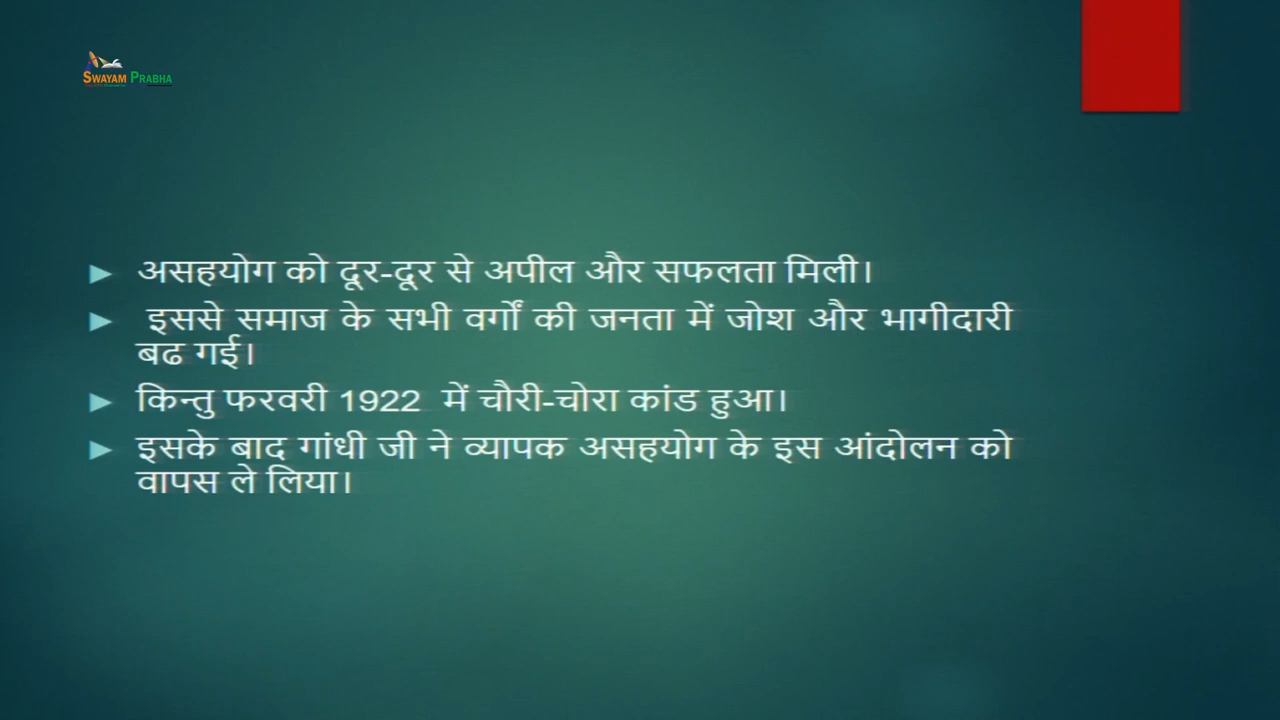 SWAYAM PRABHA
असहयोग को दूर-दूर से अपील और सफलता मिली।
इससे समाज के सभी वर्गों की जनता में जोश और भागीदारी
बढ गई।
किन्तु फरवरी 1922 में चौरी-चोरा कांड हुआ।
इसके बाद गांधी जी ने व्यापक असहयोग के इस आंदोलन को
वापस ले लिया।